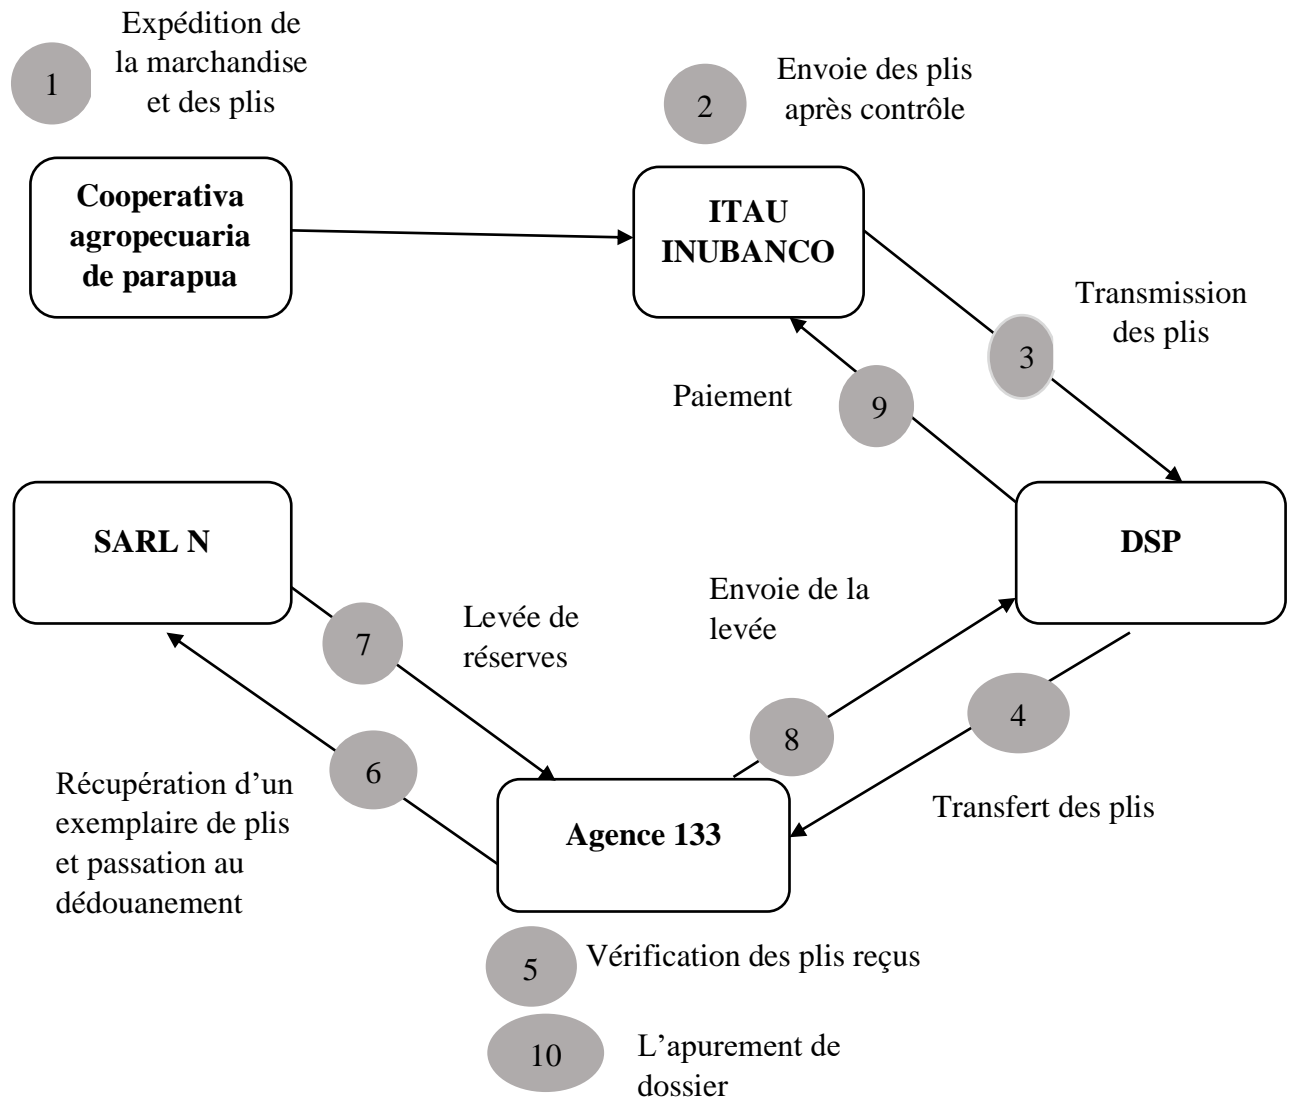 1
Expédition de
la marchandise
et des plis
2
Envoie des plis
après contrôle
Cooperativa
agropecuaria
de parapua
ITAU
INUBANCO
3
Transmission
des plis
Paiement
9
SARL N
DSP
7
Levée de
réserves
Envoie de la
levée
8
4
6
Récupération d’un
exemplaire de plis
et passation au
dédouanement
Transfert des plis
Agence 133
5
Vérification des plis reçus
10
L’apurement de
dossier